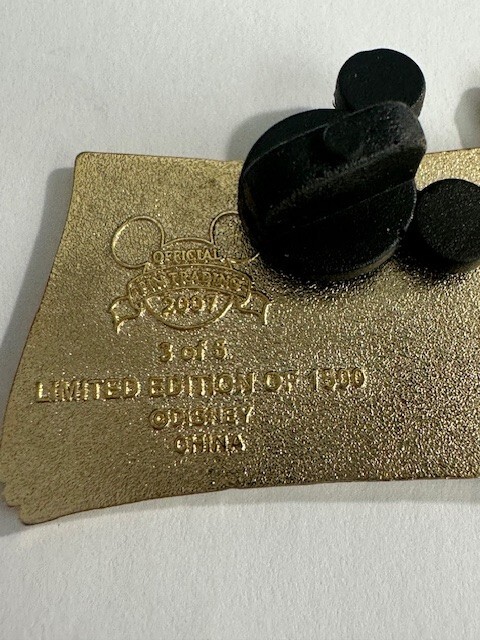 OFFICIAL
PIN TRADING
2007
3 of 5
LIMITED EDITION OF 1500
©DISNEY
CHINA